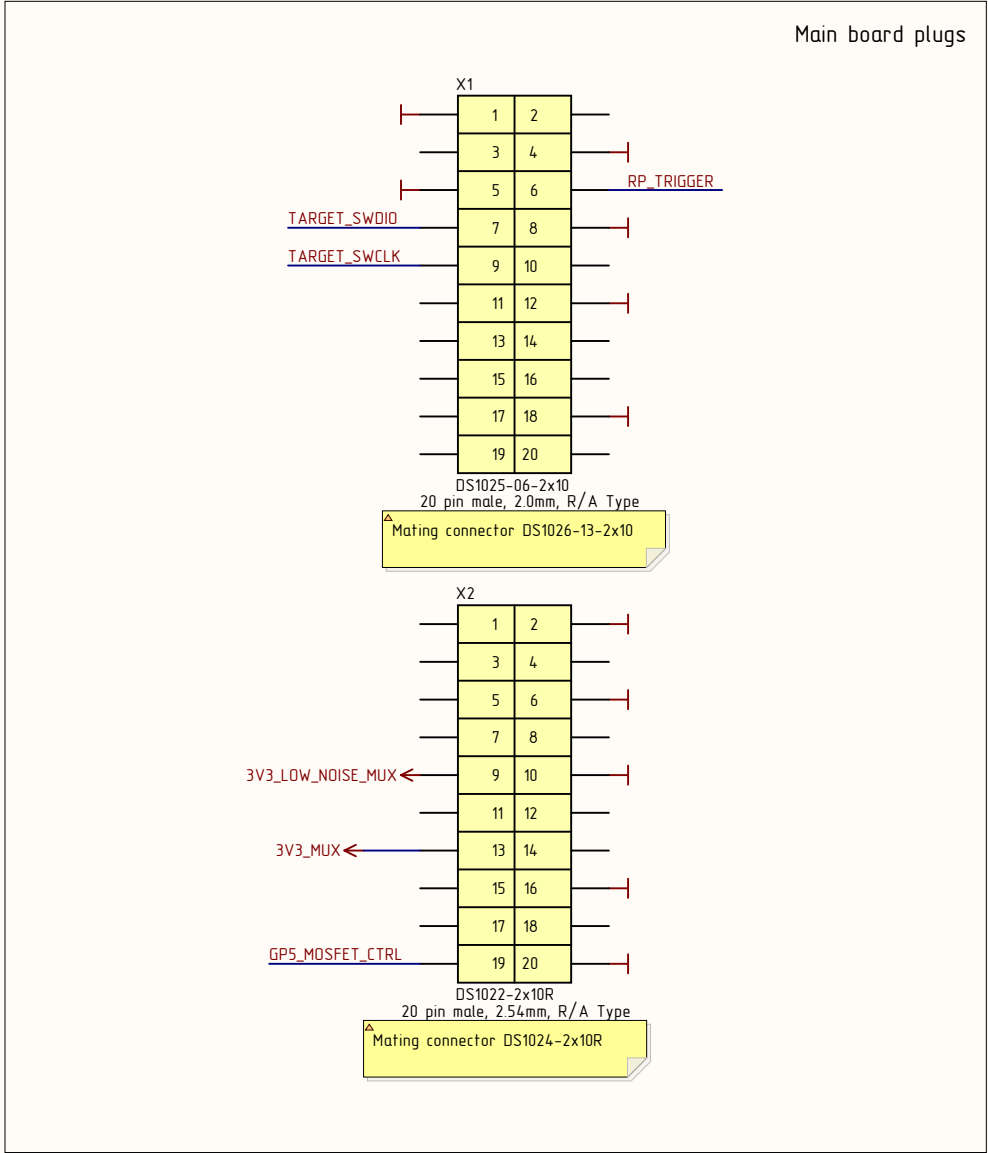 Main board plugs
X1
1 2
3 4
5 6 RP_TRIGGER
TARGET_SWDIO 7 8
TARGET_SWCLK 9 10
11 12
13 14
15 16
17 18
19 20
DS1025-06-2x10
20 pin male, 2.0mm, R/A Type
Mating connector DS1026-13-2x10
X2
1 2
3 4
5 6
7 8
3V3_LOW_NOISE_MUX 9 10
11 12
3V3_MUX 13 14
15 16
17 18
GP5_MOSFET_CTRL 19 20
DS1022-2x10R
20 pin male, 2.54mm, R/A Type
Mating connector DS1024-2x10R